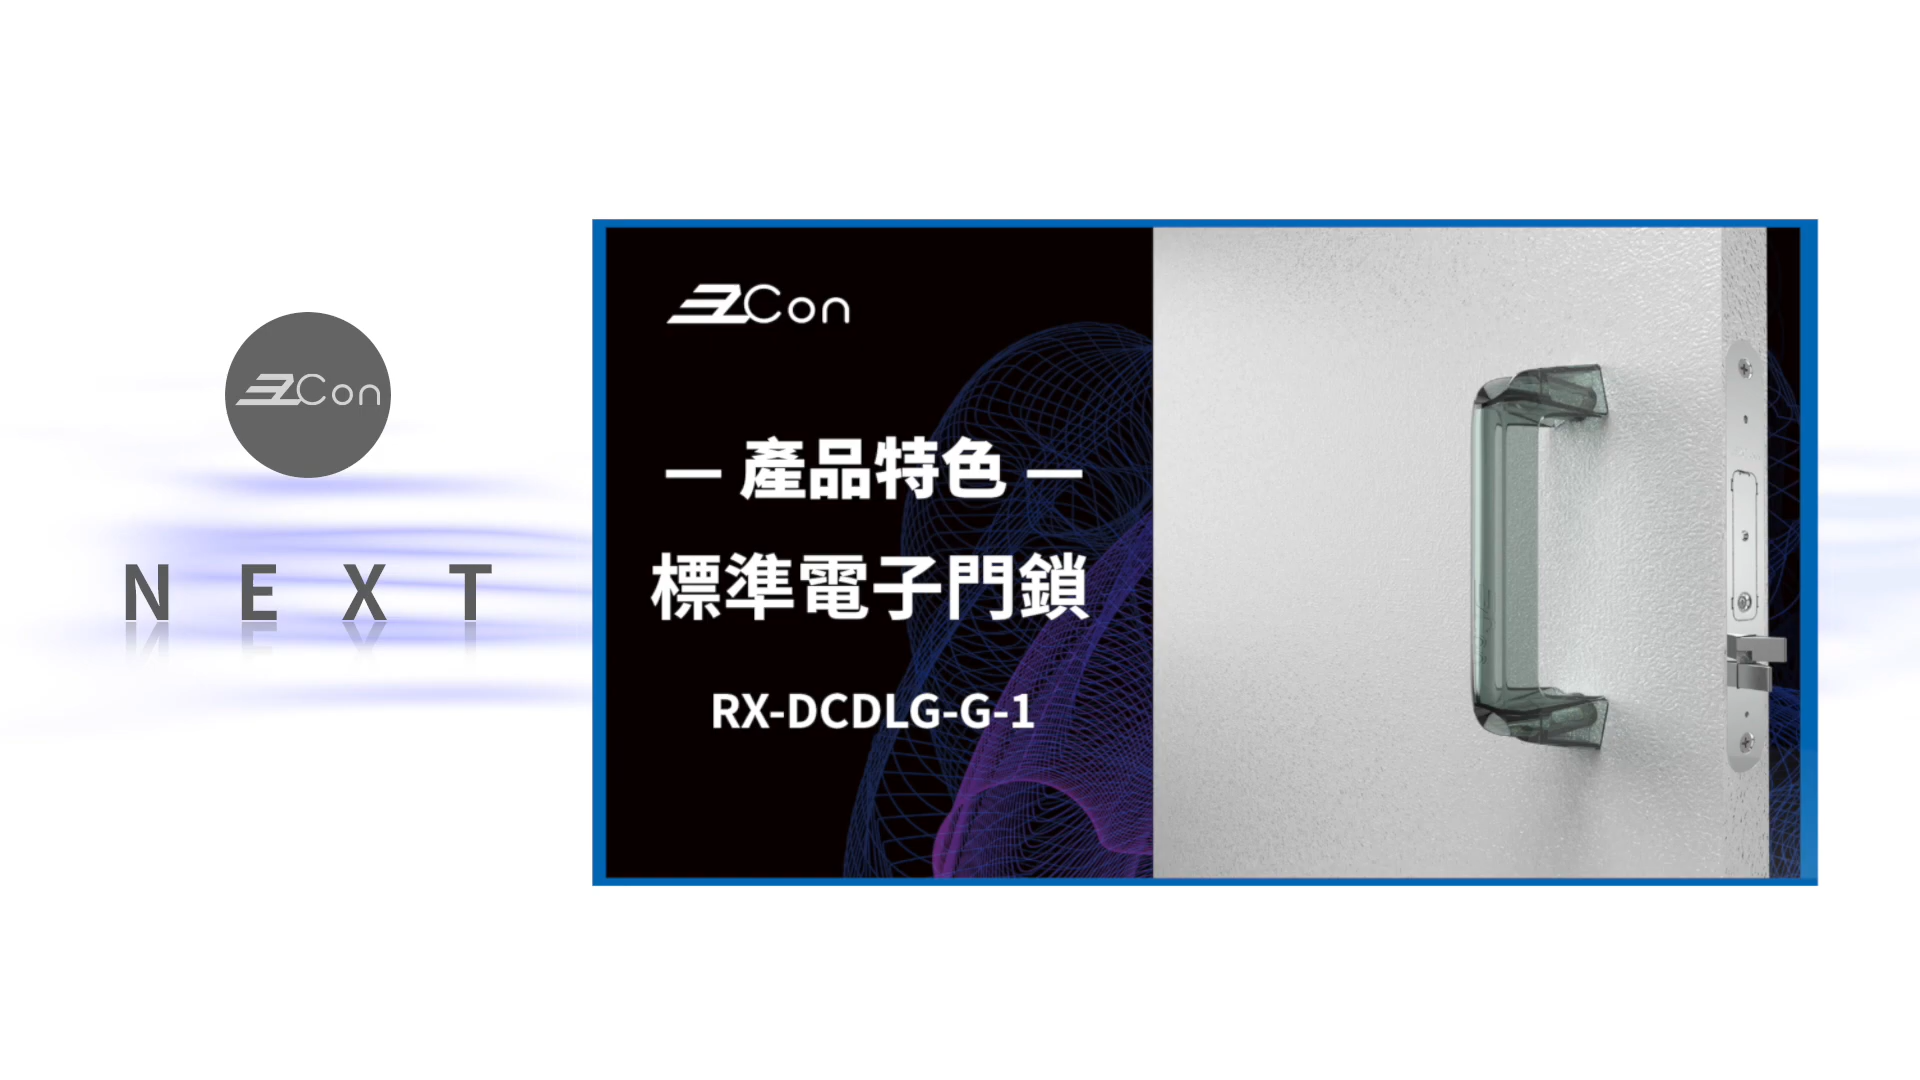 EZCon
NEXT
EZCon
— 產品特色 —
標準電子門鎖
RX-DCDLG-G-1